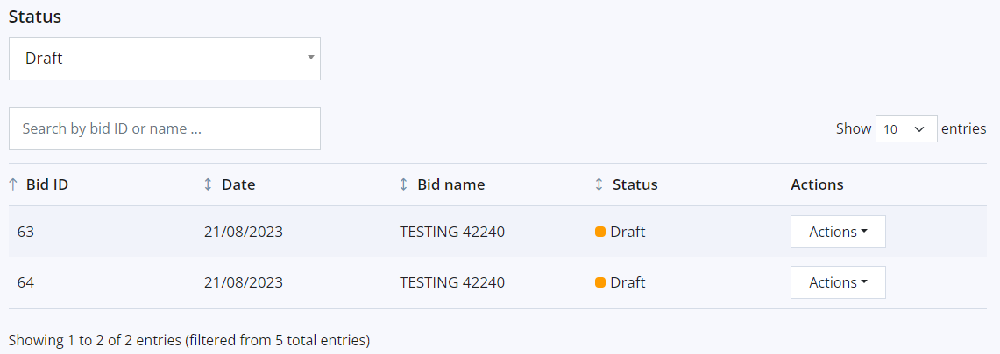 Status
Draft
Search by bid ID or name ...
Show 10 entries
Bid ID Date Bid name Status Actions
63 21/08/2023 TESTING 42240 Draft Actions
64 21/08/2023 TESTING 42240 Draft Actions
Showing 1 to 2 of 2 entries (filtered from 5 total entries)